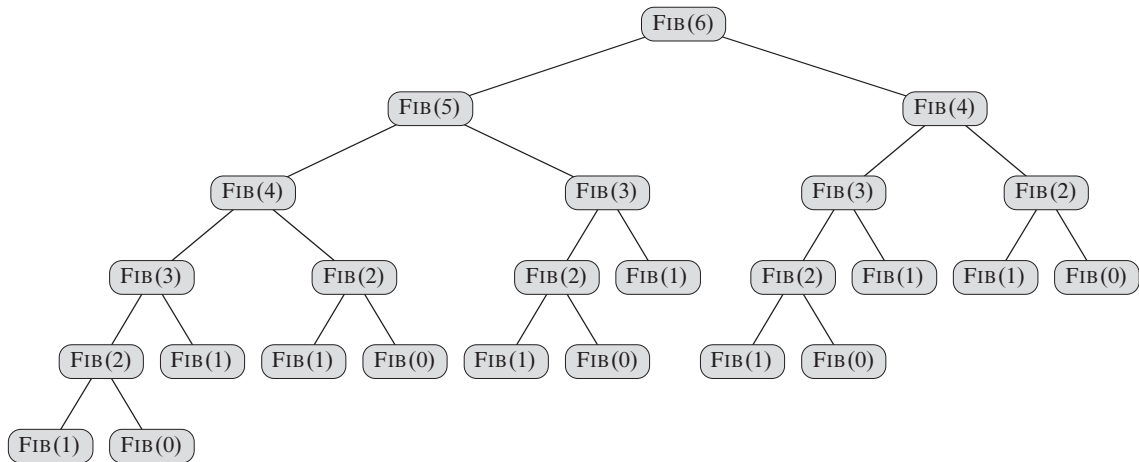 FIB(6)
FIB(5) FIB(4)
FIB(4) FIB(3) FIB(3) FIB(2)
FIB(3) FIB(2) FIB(2) FIB(1) FIB(2) FIB(1) FIB(1) FIB(0)
FIB(2) FIB(1) FIB(1) FIB(0) FIB(1) FIB(0) FIB(1) FIB(0)
FIB(1) FIB(0)